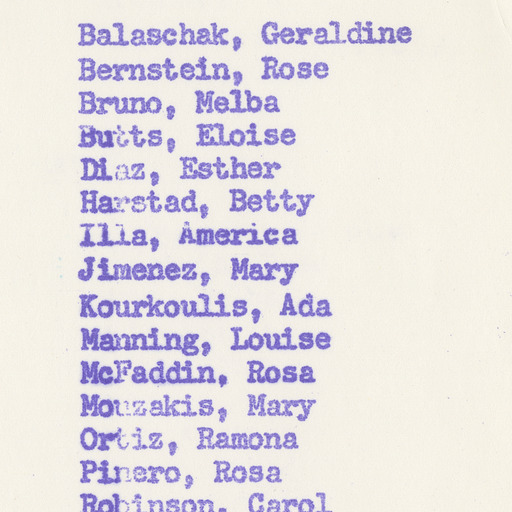 Balaschak, Geraldine
Bernstein, Rose
Bruno, Melba
Butts, Eloise
Diaz, Esther
Harstad, Betty
Illa, America
Jimenez, Mary
Kourkoulis, Ada
Manning, Louise
McFaddin, Rosa
Mouzakis, Mary
Ortiz, Ramona
Pinero, Rosa
Robinson, Carol